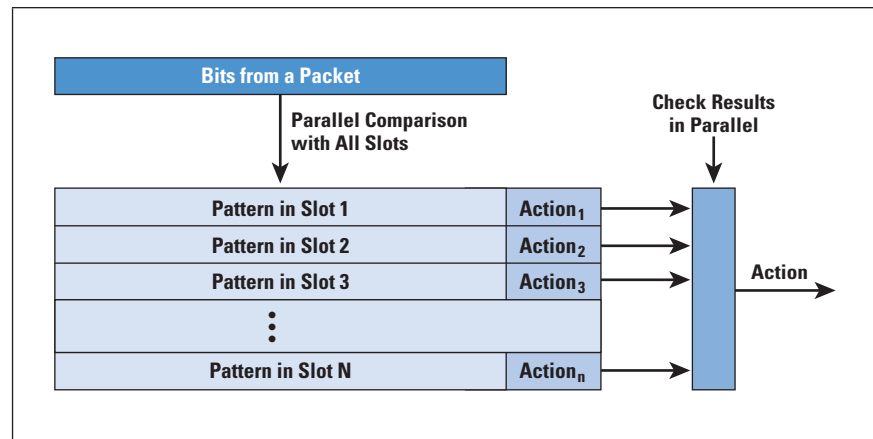 Bits from a Packet
Parallel Comparison
with All Slots
Check Results
in Parallel
Pattern in Slot 1 Action₁
Pattern in Slot 2 Action₂
Pattern in Slot 3 Action₃
Action
Pattern in Slot N Actionₙ